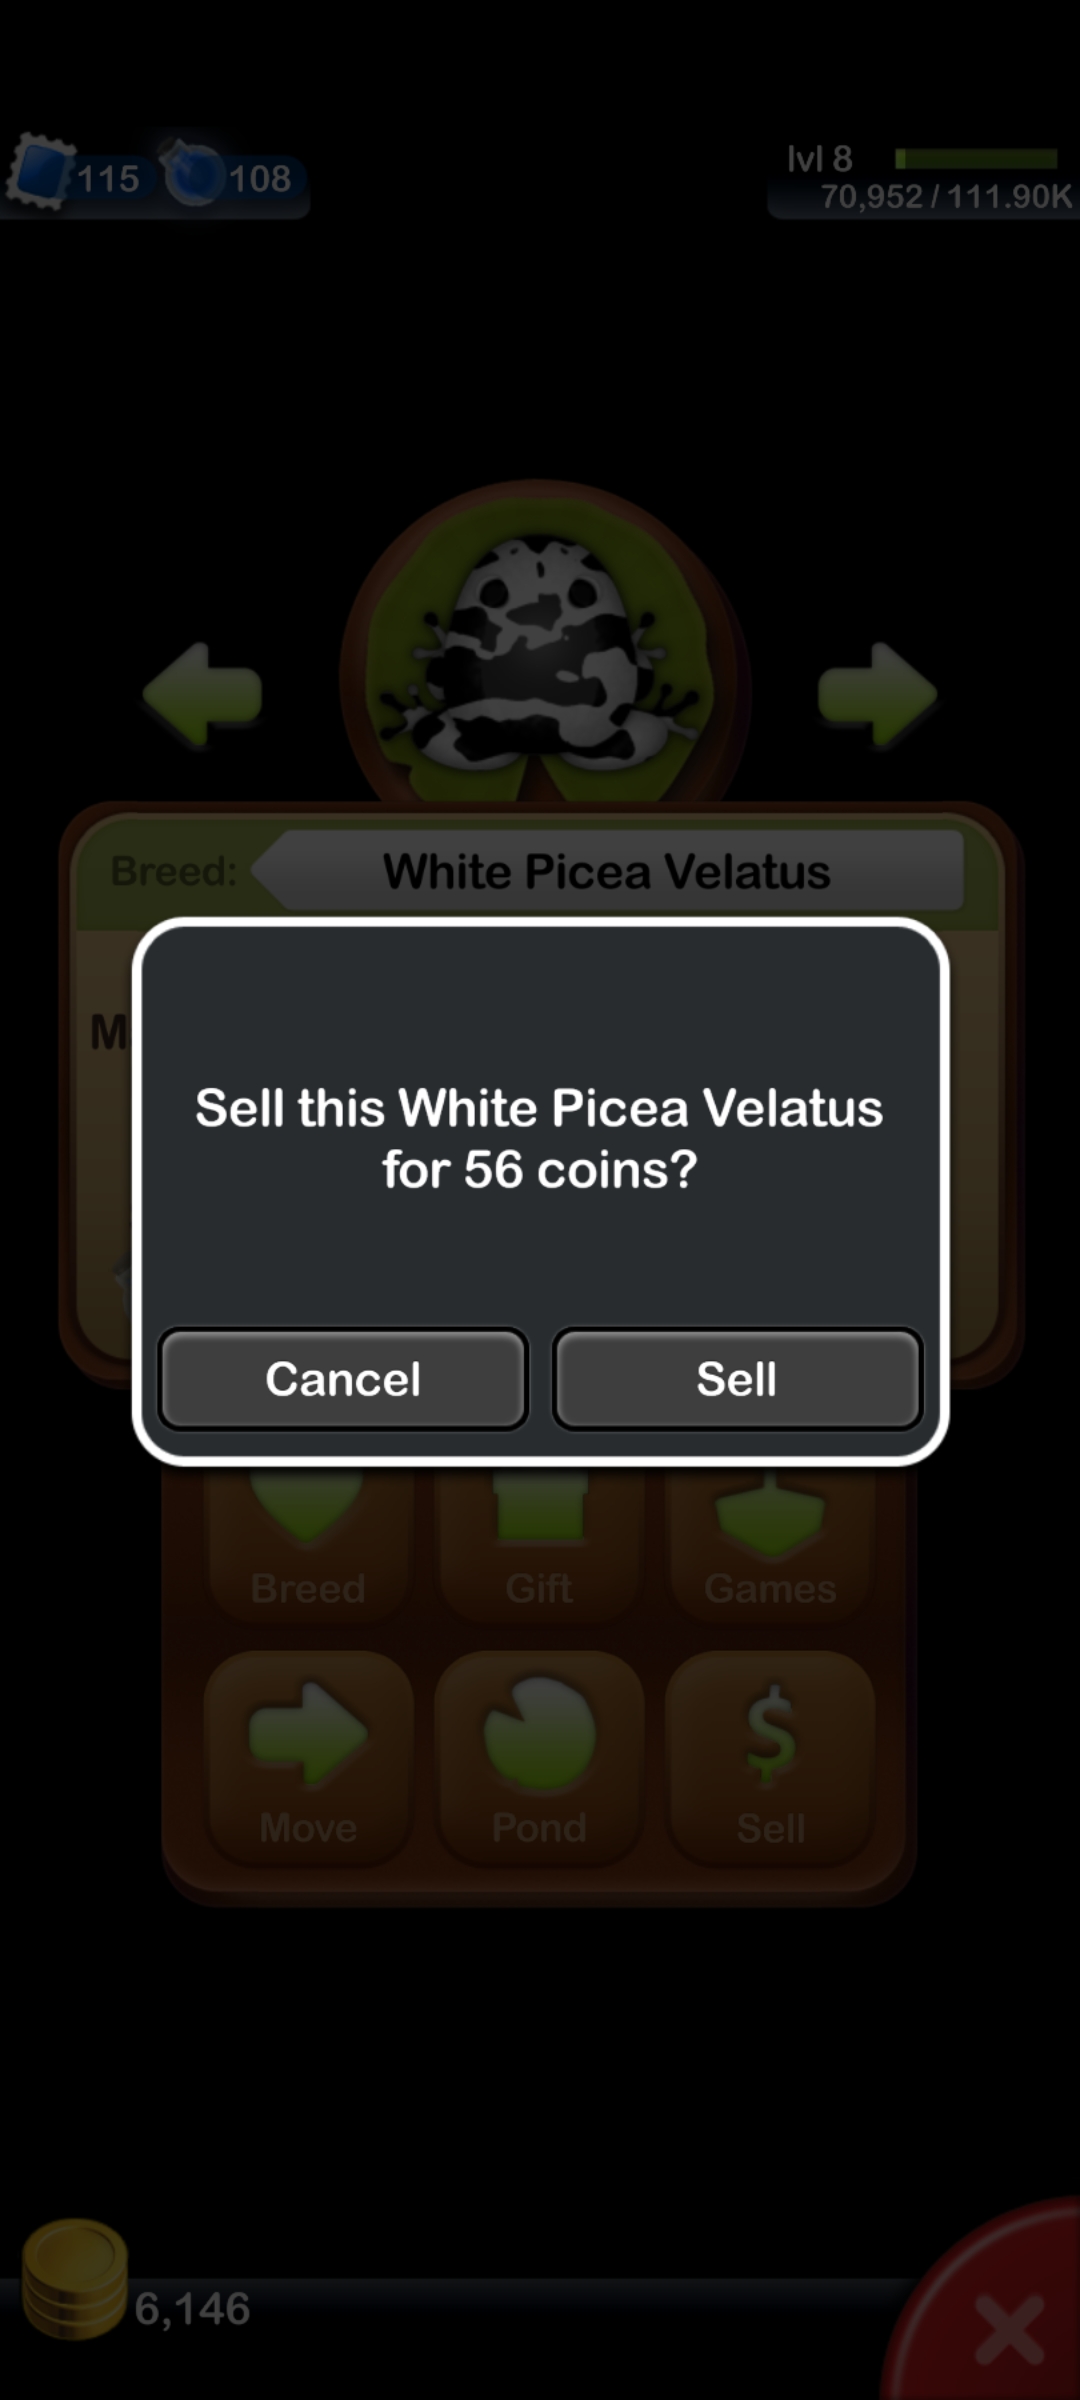 115
108
lvl 8
70,952 / 111.90K
Breed:
White Picea Velatus
M
Sell this White Picea Velatus
for 56 coins?
Cancel
Sell
Breed
Gift
Games
Move
Pond
$
Sell
6,146